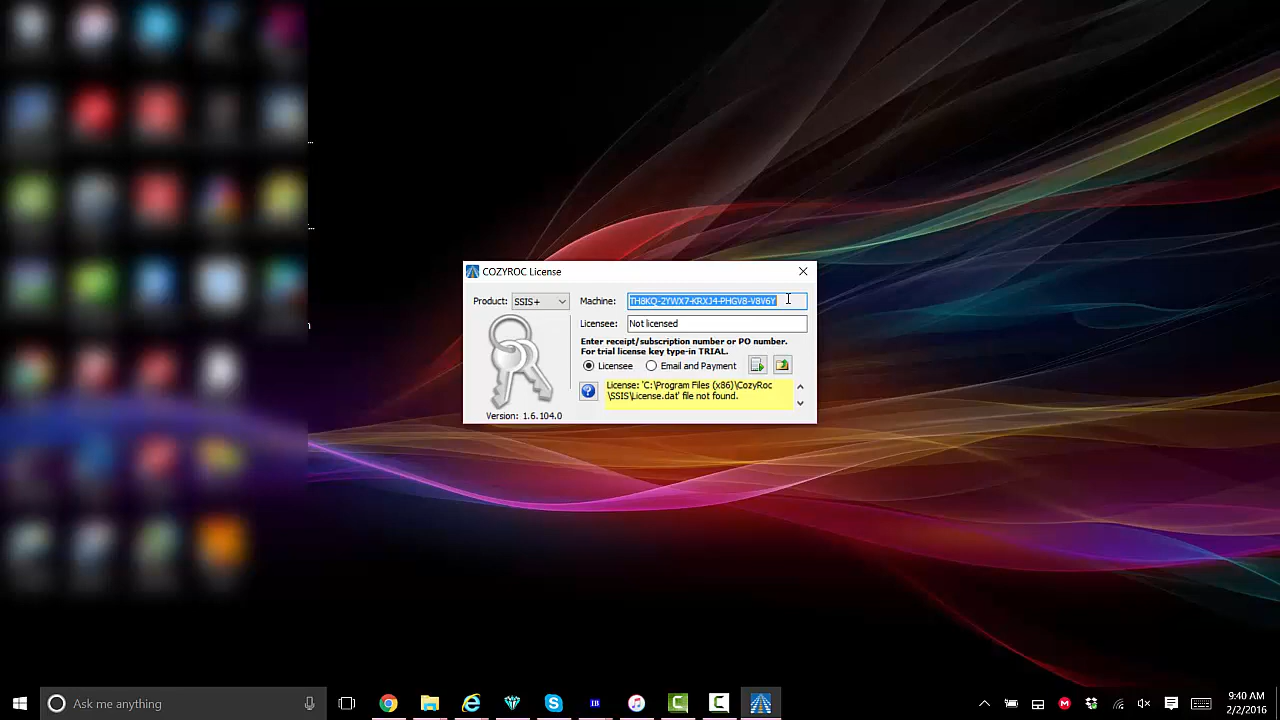 COZYROC License
Product: SSIS+ Machine: TH8KQ-2YWX7-KRXJ4-PHGV8-V8V6Y
Licensee: Not licensed
Enter receipt/subscription number or PO number.
For trial license key type-in TRIAL.
Licensee Email and Payment
License: 'C:\Program Files (x86)\CozyRoc
\SSIS\License.dat' file not found.
Version: 1.6.104.0
Ask me anything
9:40 AM
2/2/2016